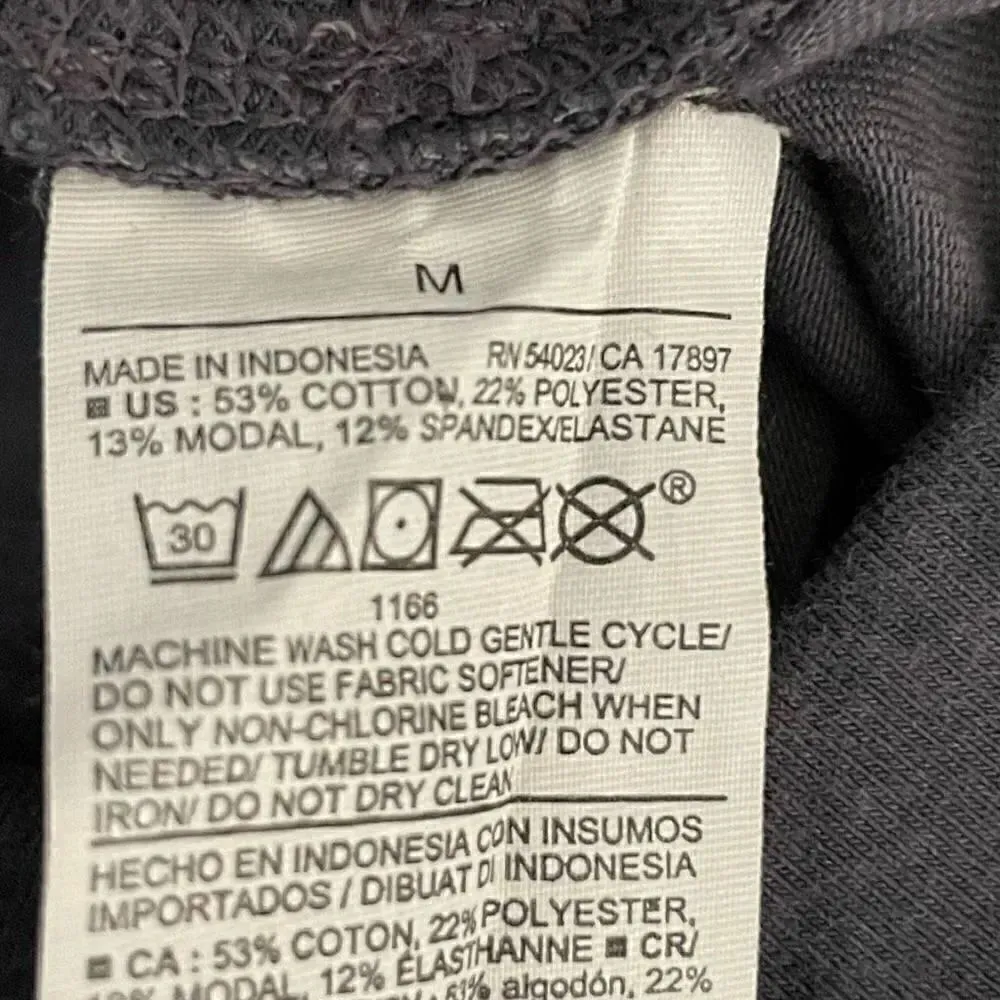 M
MADE IN INDONESIA RN 54023/ CA 17897
US : 53% COTTON, 22% POLYESTER,
13% MODAL, 12% SPANDEX/ELASTANE
30
®
1166
MACHINE WASH COLD GENTLE CYCLE/
DO NOT USE FABRIC SOFTENER/
ONLY NON-CHLORINE BLEACH WHEN
NEEDED/ TUMBLE DRY LOW/ DO NOT
IRON/ DO NOT DRY CLEAN
HECHO EN INDONESIA CON INSUMOS
IMPORTADOS / DIBUAT DI INDONESIA
CA : 53% COTON, 22% POLYESTER,
MODAL, 12% ÉLASTHANNE CR/
algodón, 22%